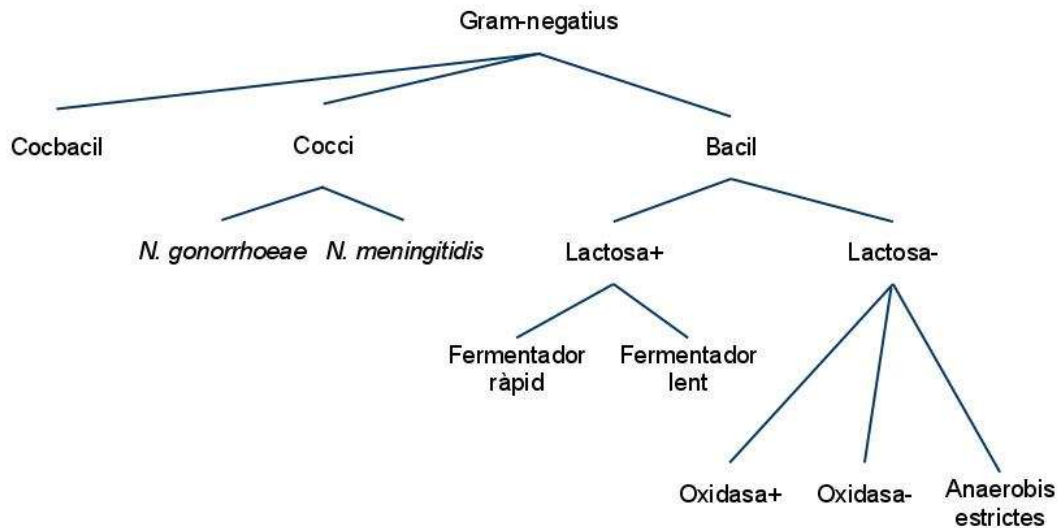 Gram-negatius
Cocbacil
Cocci
Bacil
N. gonorrhoeae
N. meningitidis
Lactosa+
Lactosa-
Fermentador
ràpid
Fermentador
lent
Oxidasa+
Oxidasa-
Anaerobis
estrictes